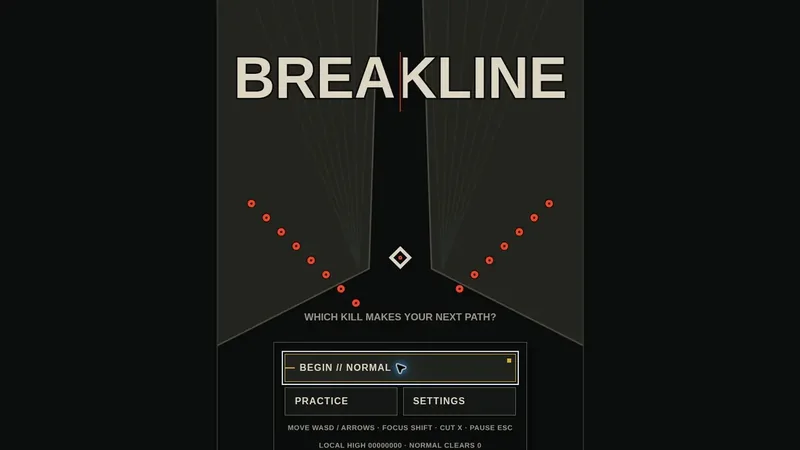 BREAKLINE
WHICH KILL MAKES YOUR NEXT PATH?
BEGIN // NORMAL
PRACTICE
SETTINGS
MOVE WASD / ARROWS · FOCUS SHIFT · CUT X · PAUSE ESC
LOCAL HIGH 00000000 · NORMAL CLEARS 0